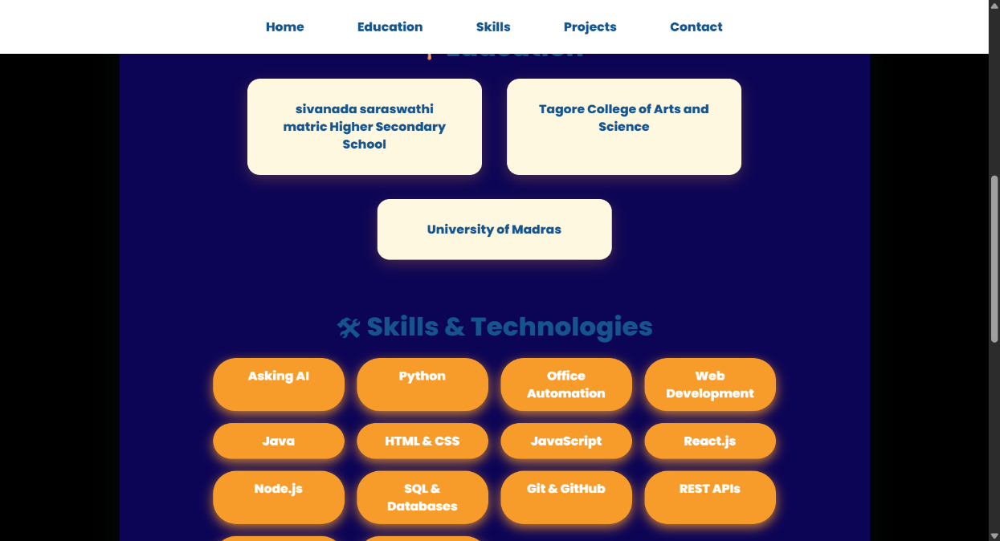 Home Education Skills Projects Contact
Education
sivanada saraswathi
matric Higher Secondary
School
Tagore College of Arts and
Science
University of Madras
🛠 Skills & Technologies
Asking AI
Python
Office
Automation
Web
Development
Java
HTML & CSS
JavaScript
React.js
Node.js
SQL &
Databases
Git & GitHub
REST APIs